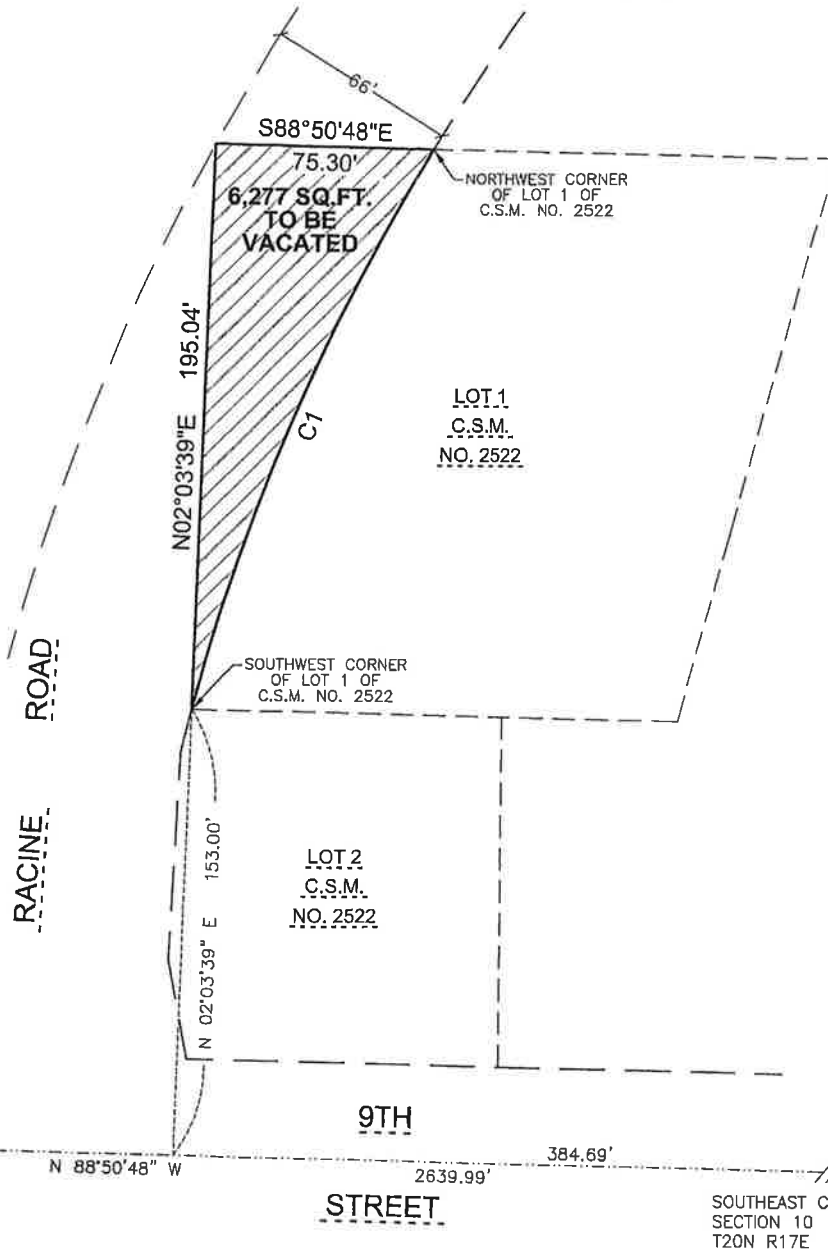 66'
S88°50'48"E
75.30'
6,277 SQ.FT.
TO BE
VACATED
NORTHWEST CORNER
OF LOT 1 OF
C.S.M. NO. 2522
N02°03'39"E 195.04'
C1
LOT 1
C.S.M.
NO. 2522
SOUTHWEST CORNER
OF LOT 1 OF
C.S.M. NO. 2522
RACINE ROAD
N 02°03'39" E 153.00'
LOT 2
C.S.M.
NO. 2522
9TH
384.69'
N 88°50'48" W
2639.99'
STREET
SOUTHEAST C
SECTION 10
T20N R17E